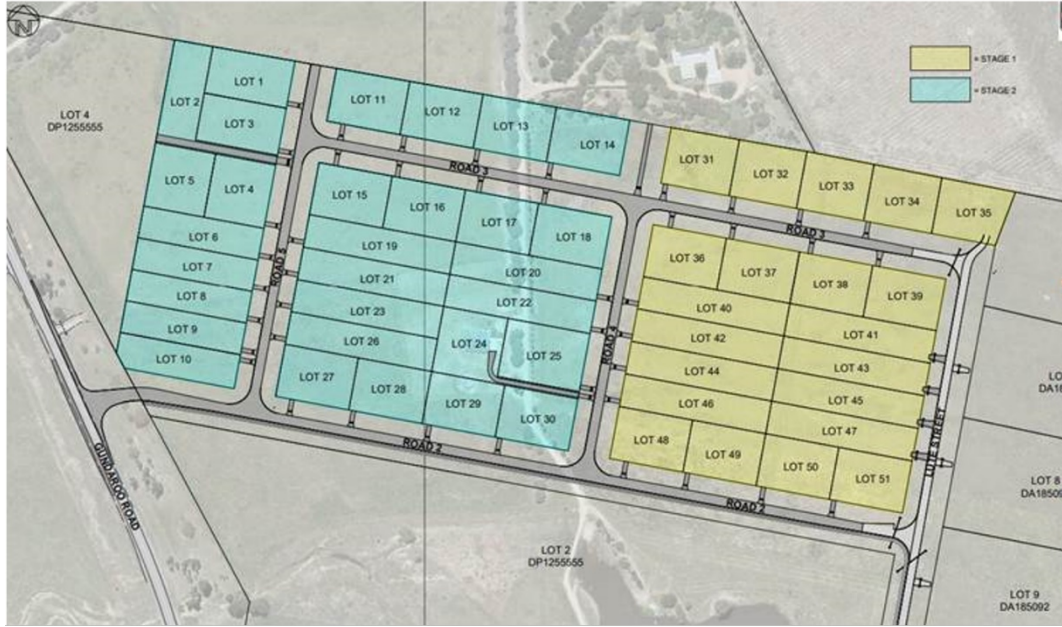 N
= STAGE 1
= STAGE 2
LOT 4
DP1255555
LOT 1
LOT 2
LOT 3
LOT 5
LOT 4
LOT 6
LOT 7
LOT 8
LOT 9
LOT 10
LOT 11
LOT 12
LOT 13
LOT 14
ROAD 3
LOT 15
LOT 16
LOT 17
LOT 18
LOT 19
LOT 20
LOT 21
LOT 22
LOT 23
LOT 24
LOT 25
LOT 26
LOT 27
LOT 28
LOT 29
LOT 30
ROAD 3
ROAD 4
LOT 31
LOT 32
LOT 33
LOT 34
LOT 35
ROAD 3
LOT 36
LOT 37
LOT 38
LOT 39
LOT 40
LOT 41
LOT 42
LOT 43
LOT 44
LOT 45
LOT 46
LOT 47
LOT 48
LOT 49
LOT 50
LOT 51
LUTE STREET
ROAD 2
ROAD 2
GUNDAROO ROAD
LOT 2
DP1255555
LOT 8
LOT 9
DA185092